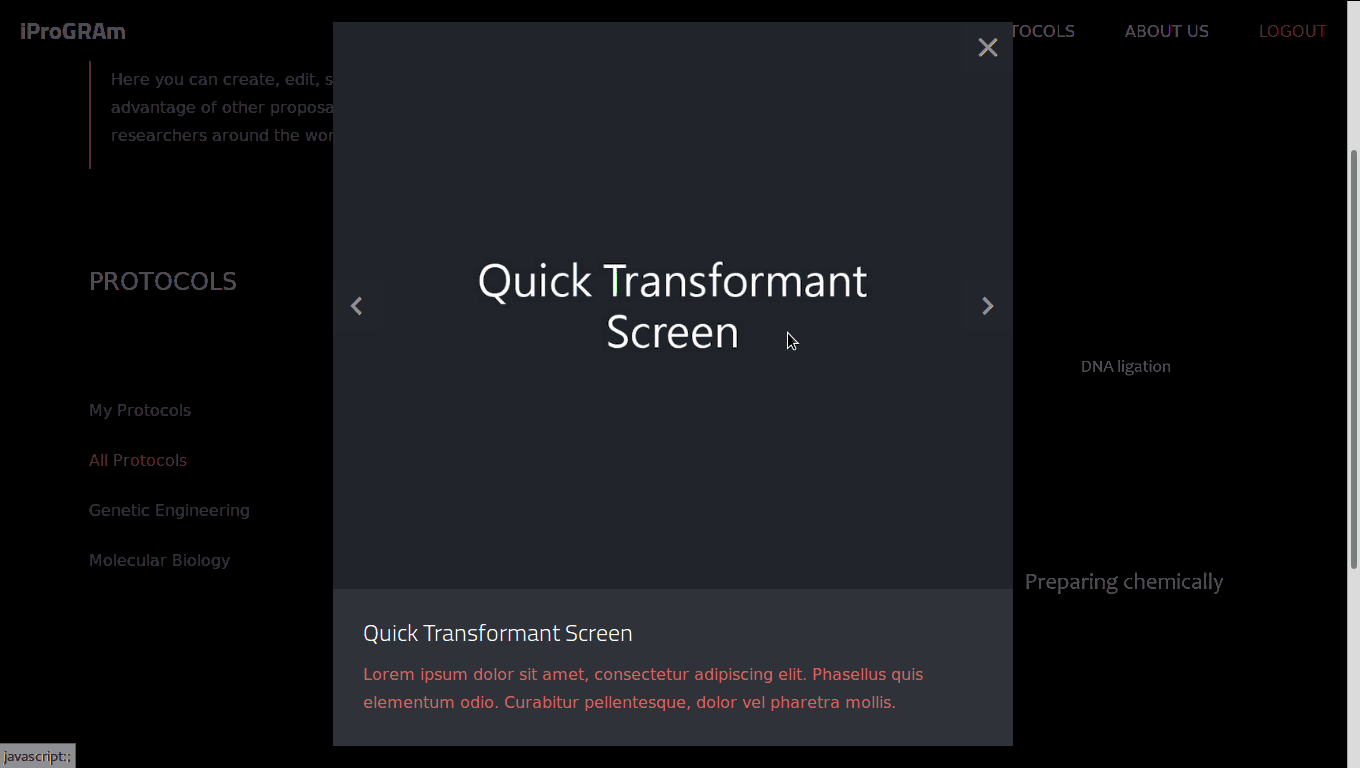 iProGRAm
TOCOLS
ABOUT US
LOGOUT
Here you can create, edit, s
advantage of other proposa
researchers around the wor
PROTOCOLS
My Protocols
All Protocols
Genetic Engineering
Molecular Biology
Quick Transformant
Screen
Quick Transformant Screen
Lorem ipsum dolor sit amet, consectetur adipiscing elit. Phasellus quis
elementum odio. Curabitur pellentesque, dolor vel pharetra mollis.
DNA ligation
Preparing chemically
javascript:;